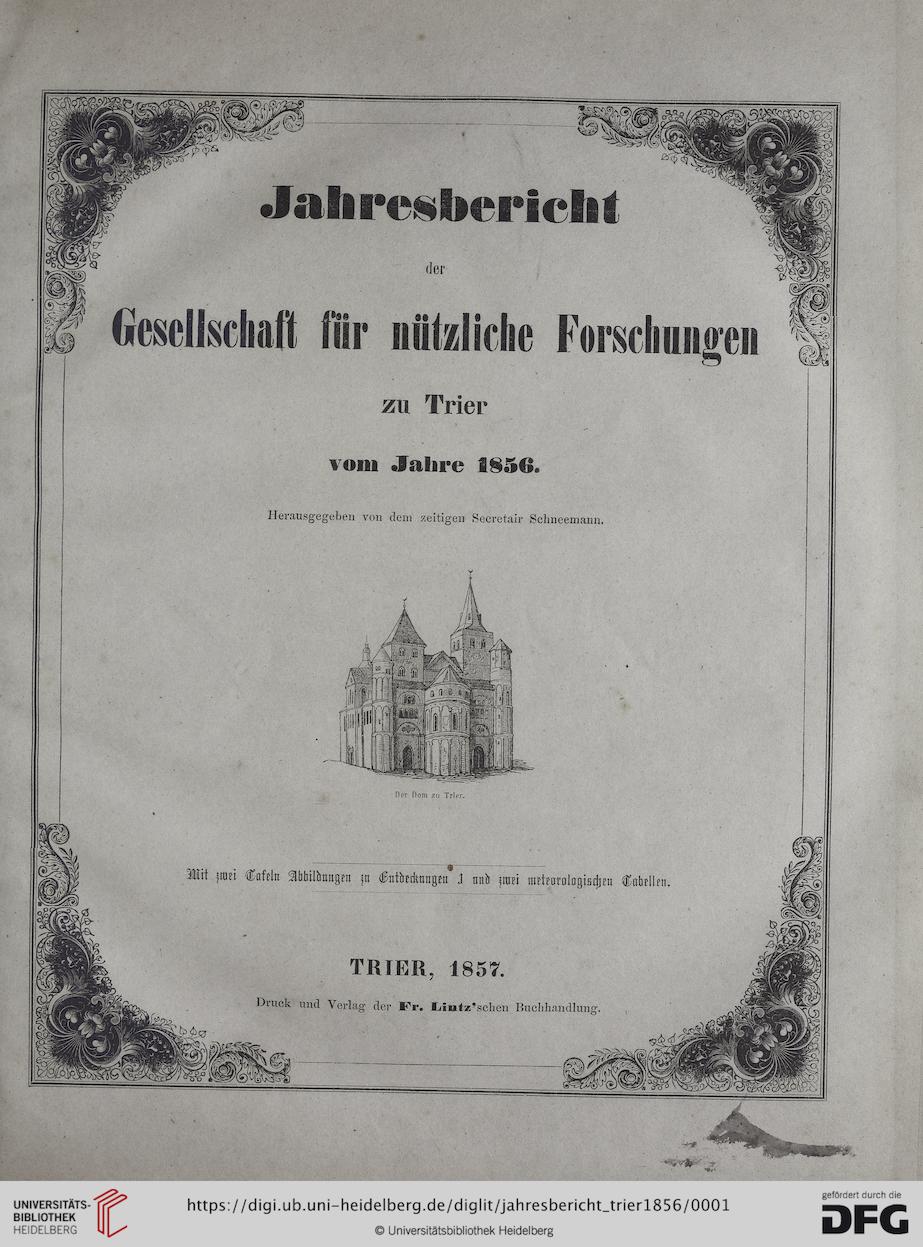 Jahresbericht
der
Gesellschaft für nützliche Forschungen
zu Trier
vom Jahre 1856.
Herausgegeben von dem zeitigen Secretair Schneemann.
Der Dom zu Trier.
Mit zwei Tafeln Abbildungen zu Entdeckungen .1 und zwei meteorologischen Tabellen.
TRIER, 1857.
Druck und Verlag der Fr. Lintz'schen Buchhandlung.
UNIVERSITÄTS-
BIBLIOTHEK
HEIDELBERG
https://digi.ub.uni-heidelberg.de/diglit/jahresbericht_trier1856/0001
© Universitätsbibliothek Heidelberg
gefördert durch die
DFG